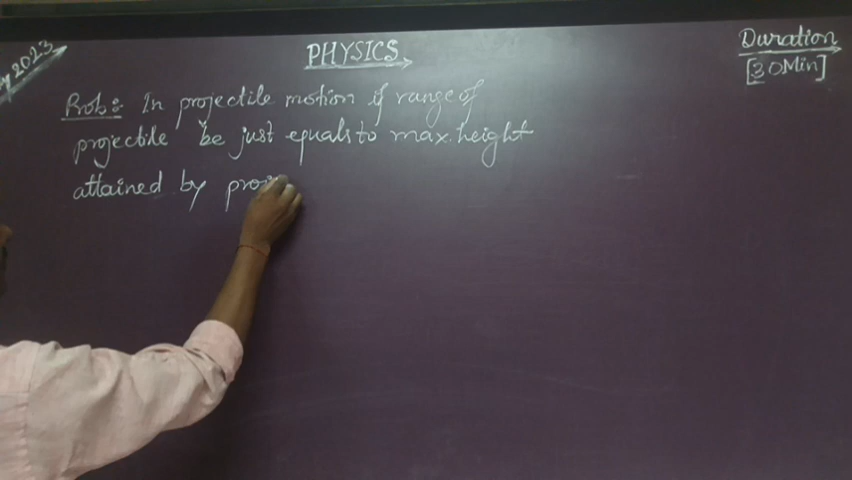 y 2023
PHYSICS
Duration
[30Min]
Prob:- In projectile motion if range of
projectile be just equals to max. height
attained by proj